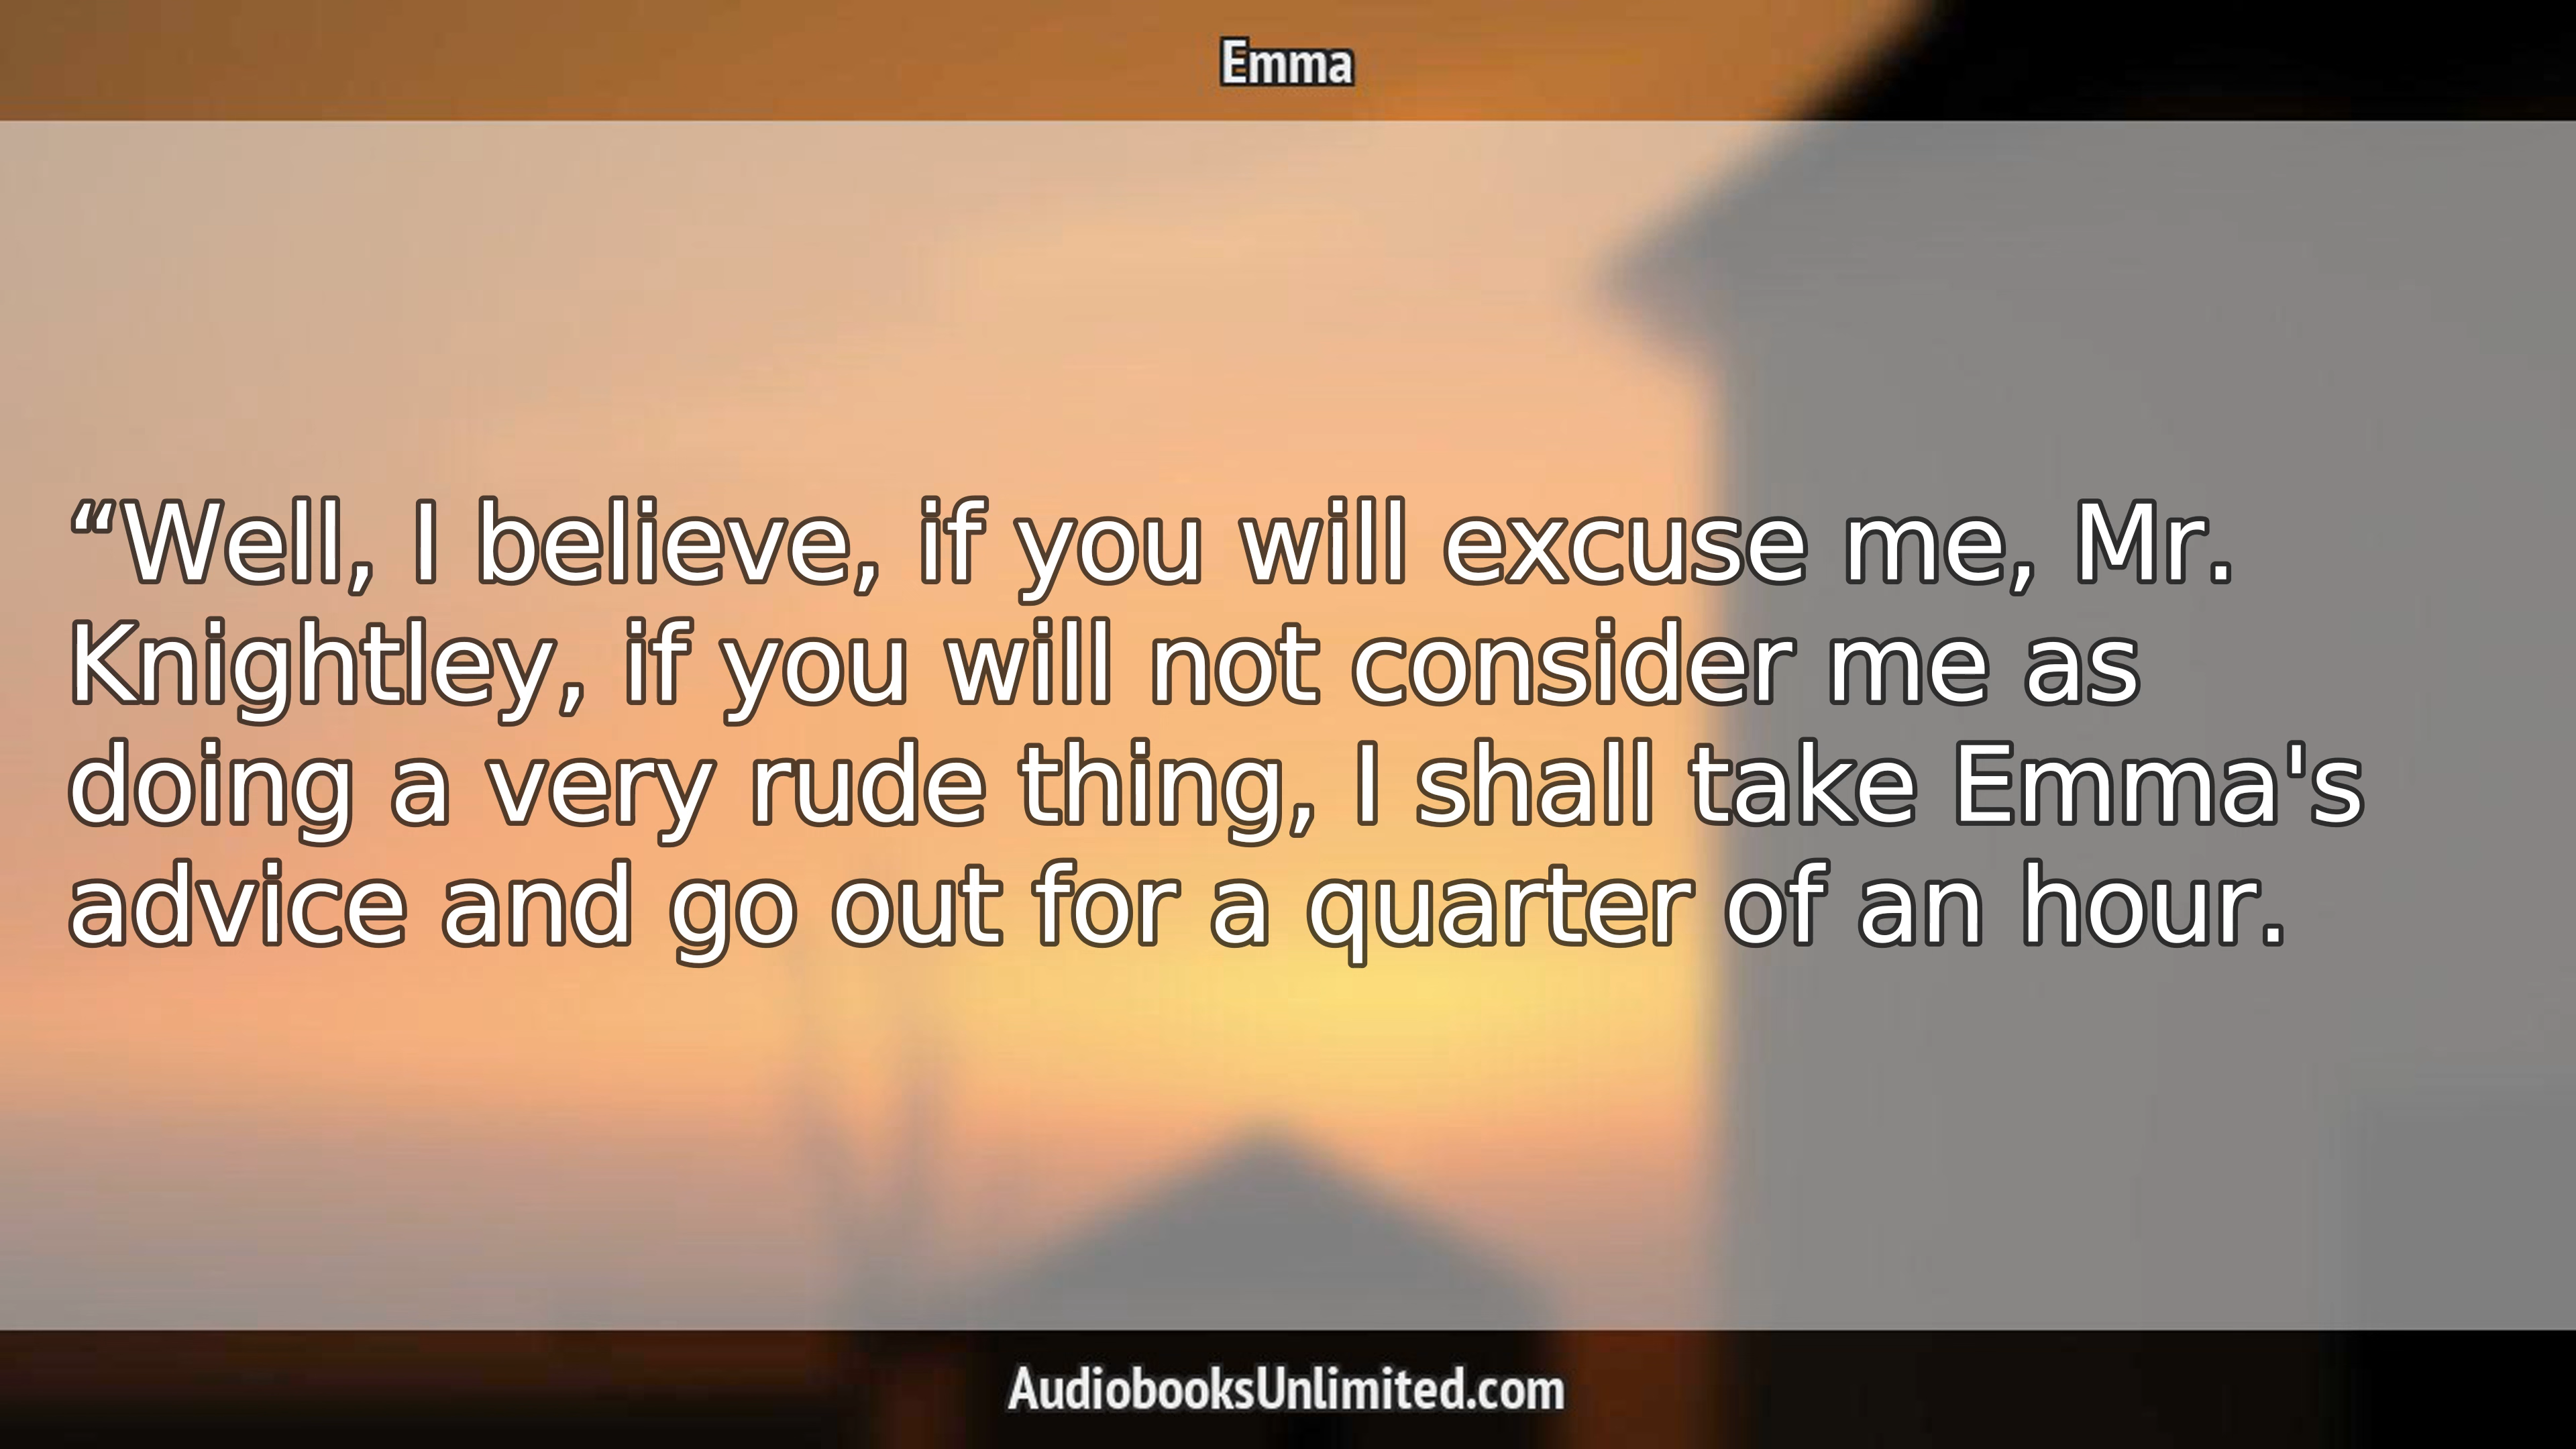 Emma
“Well, I believe, if you will excuse me, Mr.
Knightley, if you will not consider me as
doing a very rude thing, I shall take Emma's
advice and go out for a quarter of an hour.
AudiobooksUnlimited.com